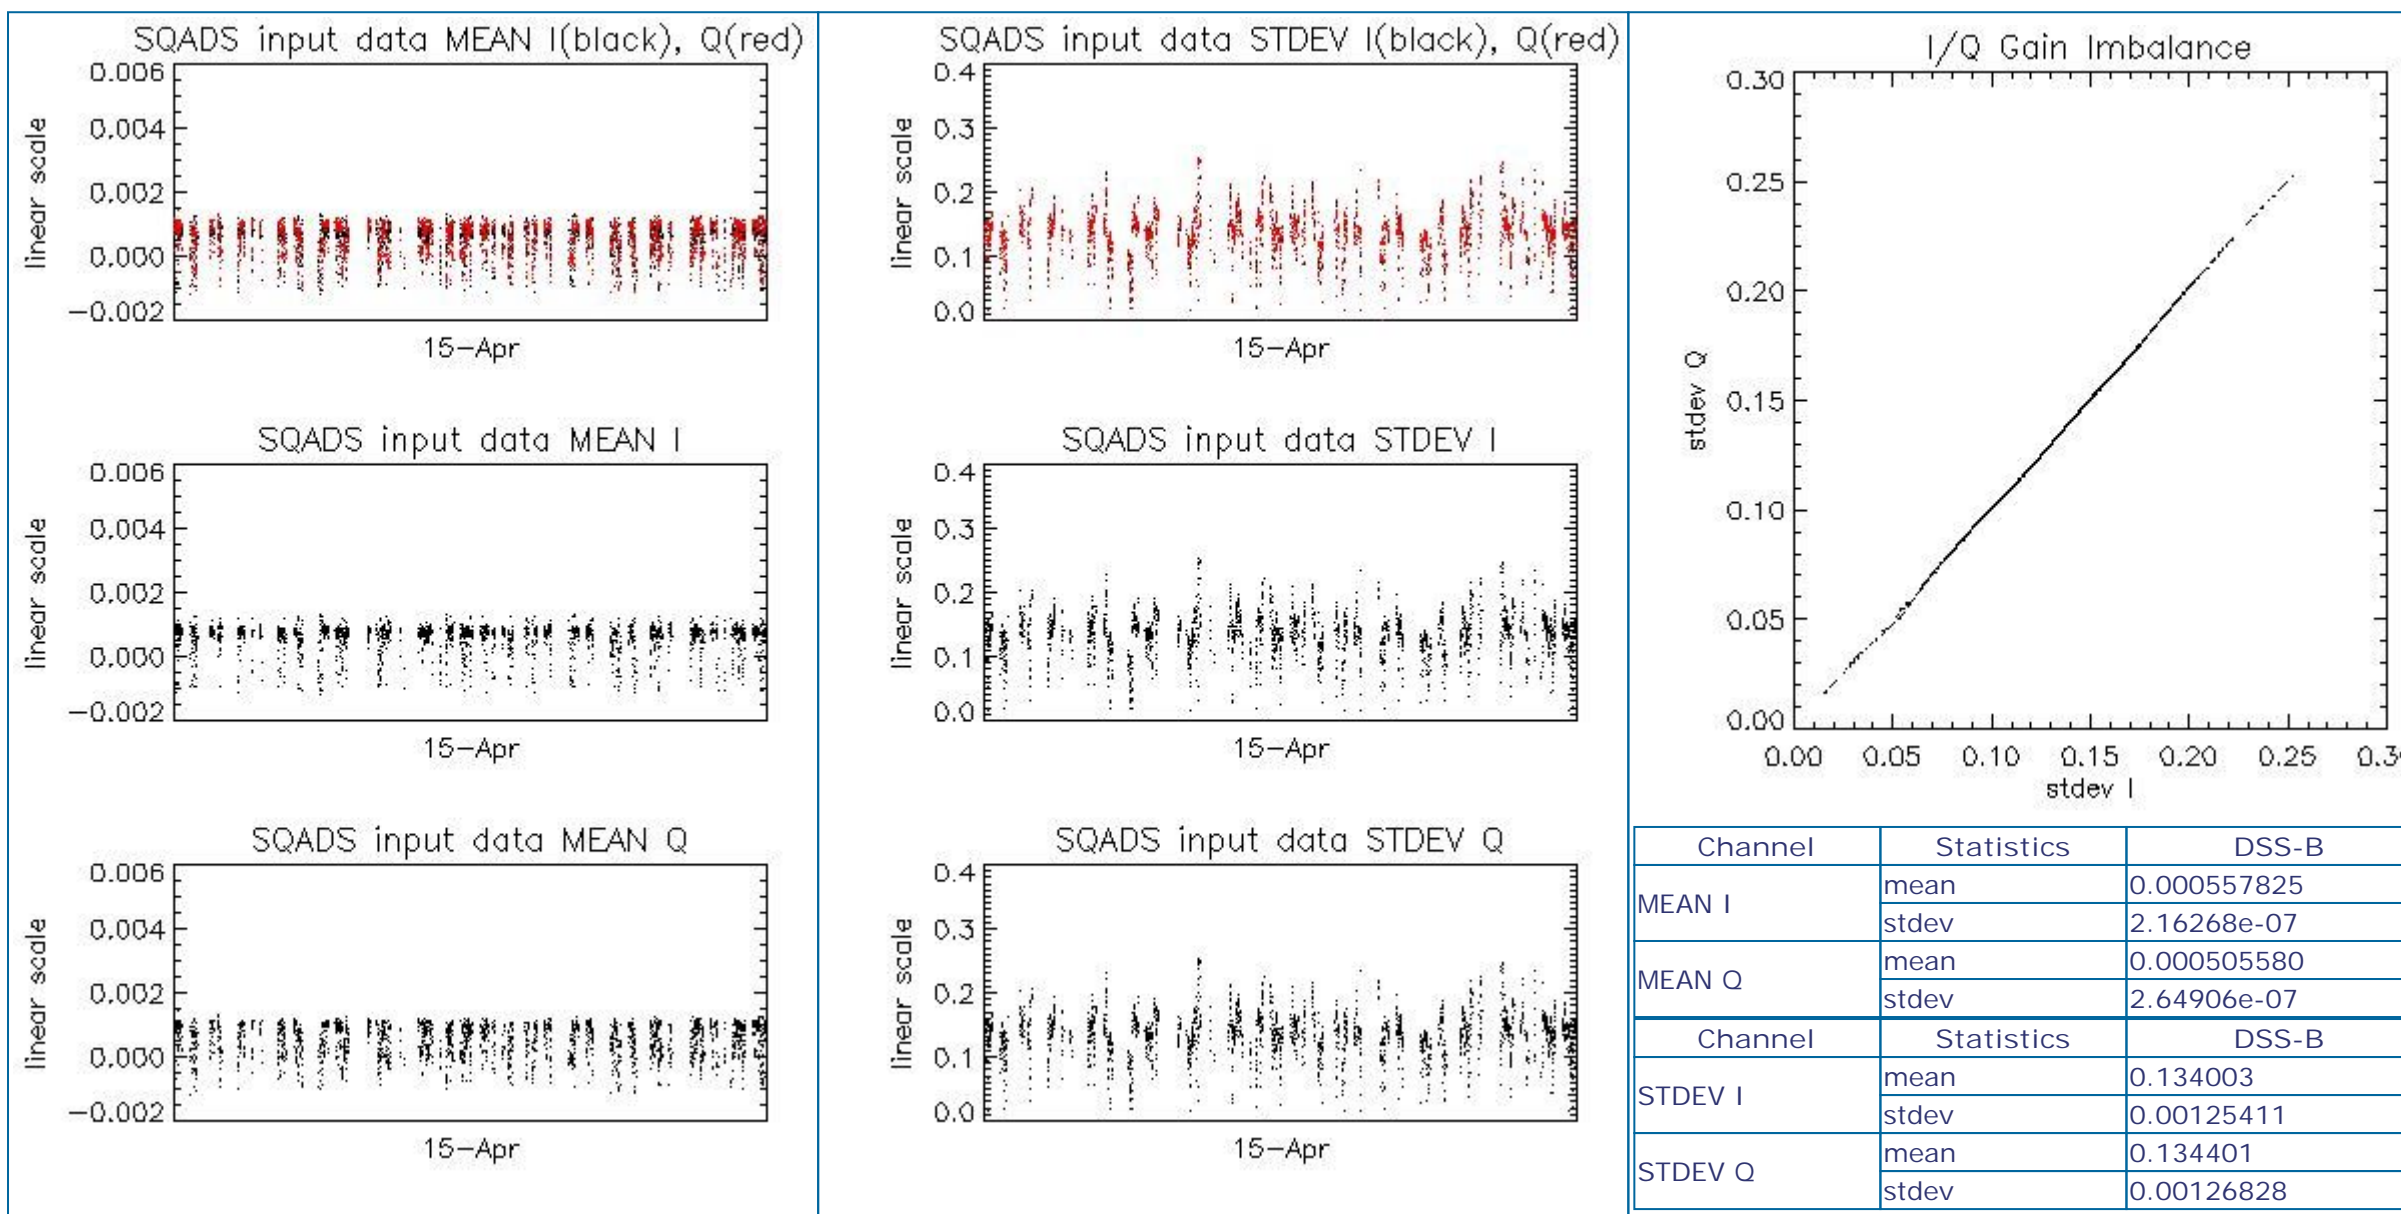 SQADS input data MEAN I(black), Q(red)
0.006
0.004
0.002
0.000
-0.002
linear scale
15-Apr
SQADS input data MEAN I
0.006
0.004
0.002
0.000
-0.002
linear scale
15-Apr
SQADS input data MEAN Q
0.006
0.004
0.002
0.000
-0.002
linear scale
15-Apr
SQADS input data STDEV I(black), Q(red)
0.4
0.3
0.2
0.1
0.0
linear scale
15-Apr
SQADS input data STDEV I
0.4
0.3
0.2
0.1
0.0
linear scale
15-Apr
SQADS input data STDEV Q
0.4
0.3
0.2
0.1
0.0
linear scale
15-Apr
I/Q Gain Imbalance
0.30
0.25
0.20
0.15
0.10
0.05
0.00
stdev Q
0.00 0.05 0.10 0.15 0.20 0.25
stdev I
Channel Statistics DSS-B
MEAN I mean 0.000557825
stdev 2.16268e-07
MEAN Q mean 0.000505580
stdev 2.64906e-07
Channel Statistics DSS-B
STDEV I mean 0.134003
stdev 0.00125411
STDEV Q mean 0.134401
stdev 0.00126828